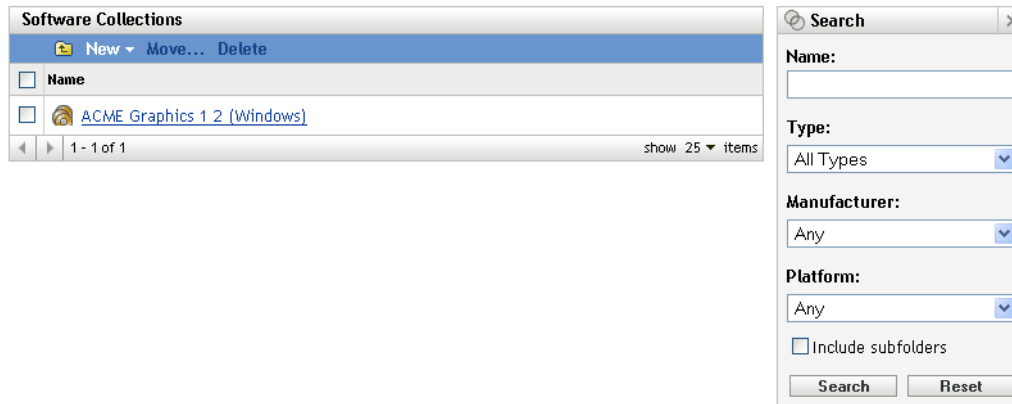 Software Collections
New Move... Delete
Name
ACME Graphics 1 2 (Windows)
1 - 1 of 1 show 25 items
Search
Name:
Type:
All Types
Manufacturer:
Any
Platform:
Any
Include subfolders
Search Reset